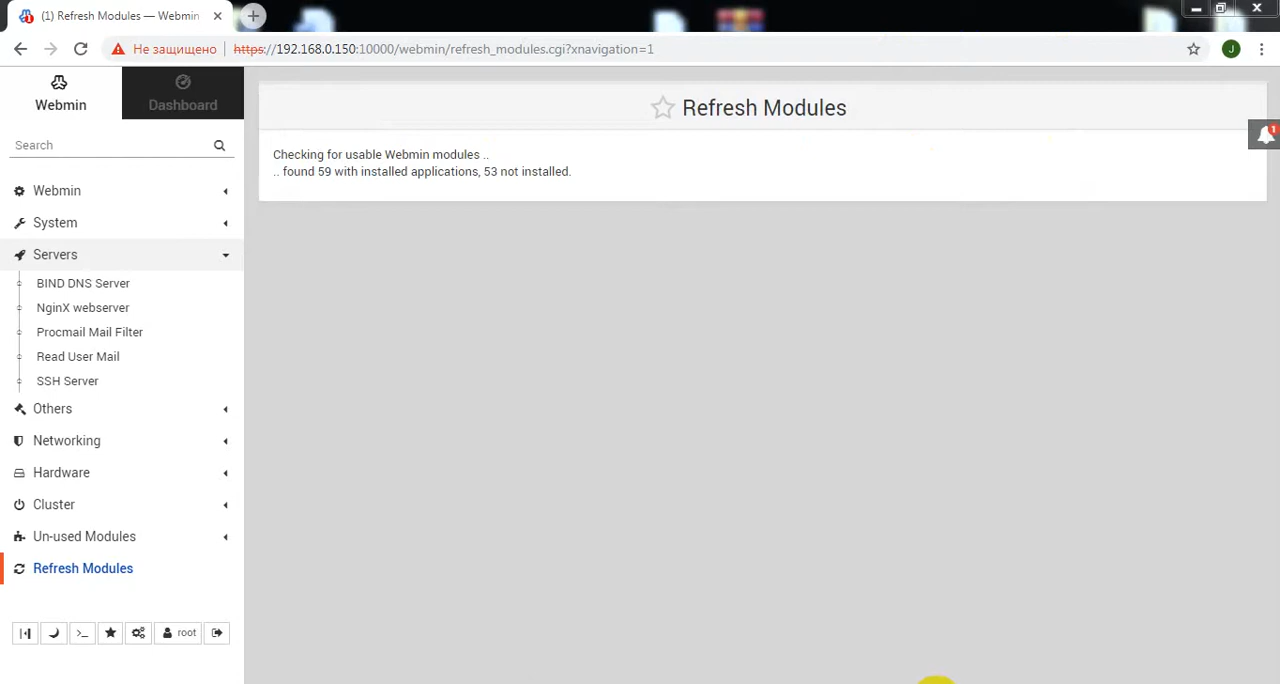 (1) Refresh Modules — Webmin
Не защищено
https://192.168.0.150:10000/webmin/refresh_modules.cgi?xnavigation=1
J
Webmin
Dashboard
Search
Webmin
System
Servers
BIND DNS Server
NginX webserver
Procmail Mail Filter
Read User Mail
SSH Server
Others
Networking
Hardware
Cluster
Un-used Modules
Refresh Modules
root
Refresh Modules
Checking for usable Webmin modules ..
.. found 59 with installed applications, 53 not installed.
1